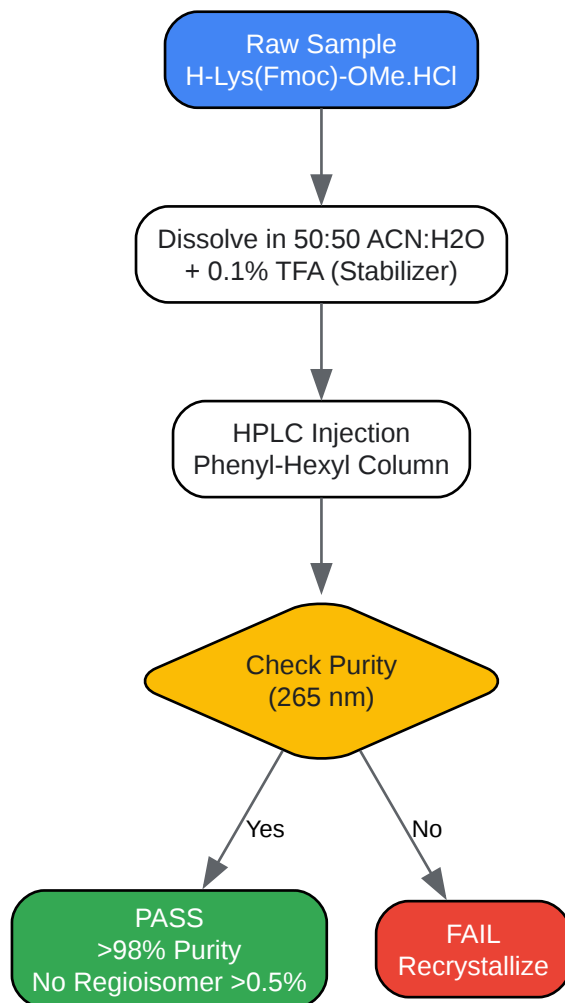 Raw Sample
H-Lys(Fmoc)-OMe.HCl
Dissolve in 50:50 ACN:H2O
+ 0.1% TFA (Stabilizer)
HPLC Injection
Phenyl-Hexyl Column
Check Purity
(265 nm)
Yes
No
PASS
>98% Purity
No Regioisomer >0.5%
FAIL
Recrystallize